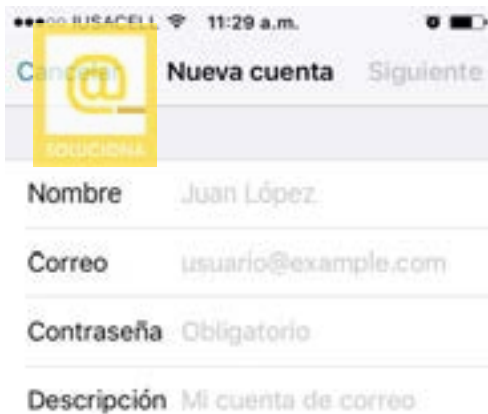 IUSACELL 11:29 a.m.
Cancelar Nueva cuenta Siguiente
@
SOLUCIONA
Nombre Juan López
Correo usuario@example.com
Contraseña Obligatorio
Descripción Mi cuenta de correo